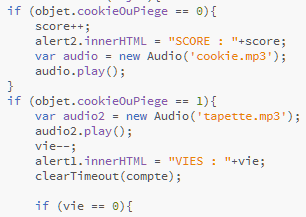 if (objet.cookieOuPiege == 0){
score++;
alert2.innerHTML = "SCORE : "+score;
var audio = new Audio('cookie.mp3');
audio.play();
}
if (objet.cookieOuPiege == 1){
var audio2 = new Audio('tapette.mp3');
audio2.play();
vie--;
alert1.innerHTML = "VIES : "+vie;
clearTimeout(compte);
if (vie == 0){